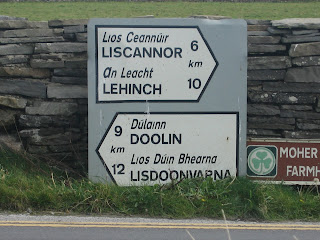 Lios Ceannúir
LISCANNOR 6
km
an Leacht
LEHINCH 10
Dúlainn
9 DOOLIN
km
Lios Dúin Bhearna
12 LISDOONVARNA
MOHER
FARMH